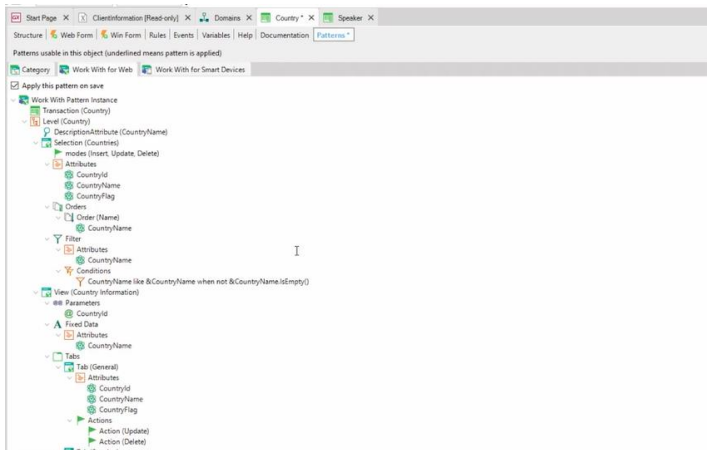 Start Page X ClientInformation [Read-only] X Domains X Country * X Speaker X
Structure Web Form Win Form Rules Events Variables Help Documentation Patterns *
Patterns usable in this object (underlined means pattern is applied)
Category Work With for Web Work With for Smart Devices
Apply this pattern on save
Work With Pattern Instance
Transaction (Country)
Level (Country)
DescriptionAttribute (CountryName)
Selection (Countries)
modes (Insert, Update, Delete)
Attributes
CountryId
CountryName
CountryFlag
Orders
Order (Name)
CountryName
Filter
Attributes
CountryName
Conditions
CountryName like &CountryName when not &CountryName.IsEmpty()
View (Country Information)
Parameters
CountryId
Fixed Data
Attributes
CountryName
Tabs
Tab (General)
Attributes
CountryId
CountryName
CountryFlag
Actions
Action (Update)
Action (Delete)